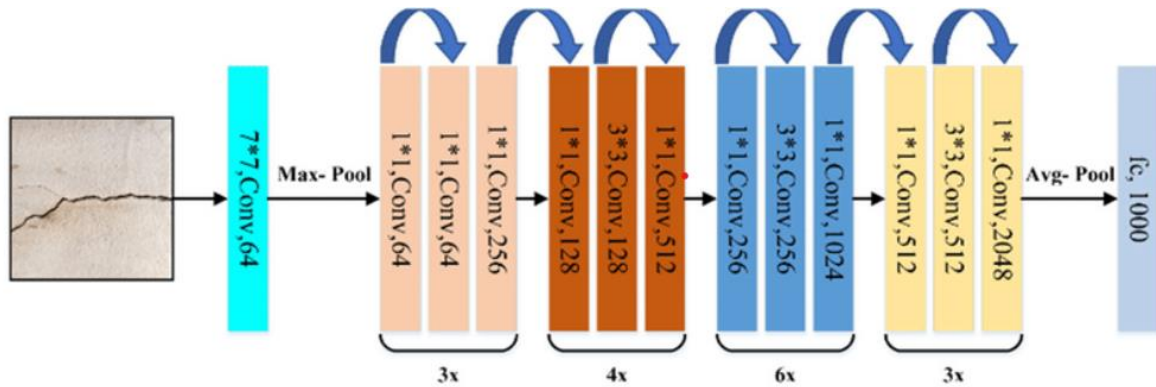 7*7,Conv,64
Max- Pool
1*1,Conv,64
1*1,Conv,64
1*1,Conv,256
1*1,Conv,128
3*3,Conv,128
1*1,Conv,512
1*1,Conv,256
3*3,Conv,256
1*1,Conv,1024
1*1,Conv,512
3*3,Conv,512
1*1,Conv,2048
Avg- Pool
fc, 1000
3x
4x
6x
3x